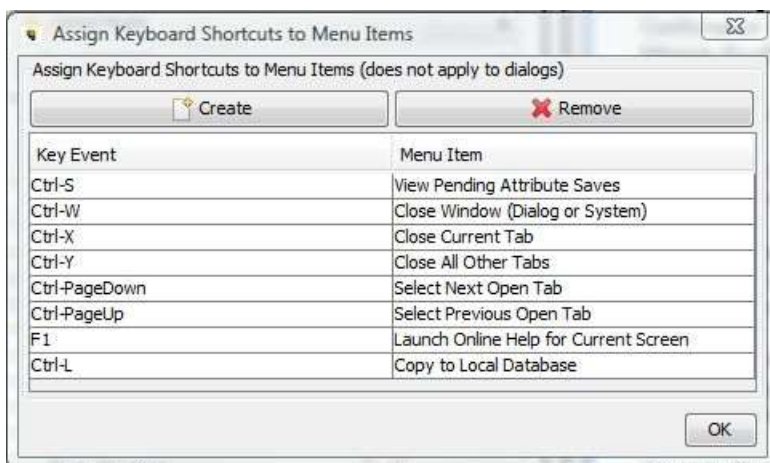 Assign Keyboard Shortcuts to Menu Items
Assign Keyboard Shortcuts to Menu Items (does not apply to dialogs)
Create Remove
Key Event Menu Item
Ctrl-S View Pending Attribute Saves
Ctrl-W Close Window (Dialog or System)
Ctrl-X Close Current Tab
Ctrl-Y Close All Other Tabs
Ctrl-PageDown Select Next Open Tab
Ctrl-PageUp Select Previous Open Tab
F1 Launch Online Help for Current Screen
Ctrl-L Copy to Local Database
OK